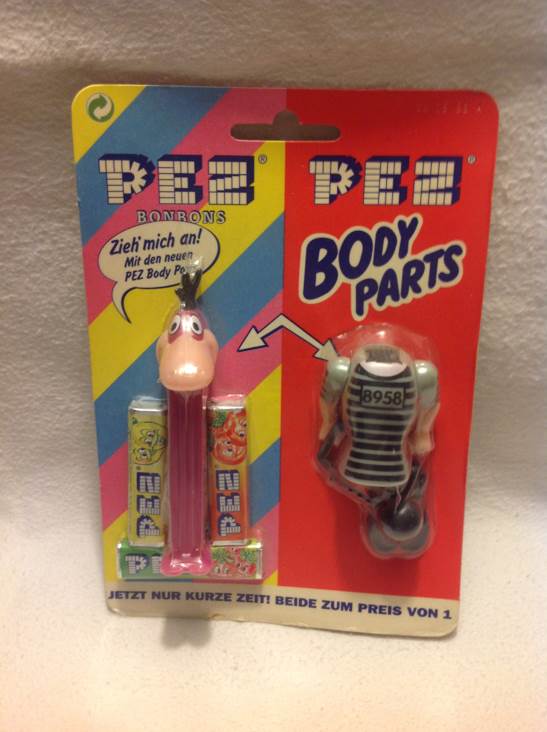 PEZ®
BONBONS
Zieh' mich an!
Mit den neuen
PEZ Body
PEZ®
BODY
PARTS
8958
PEZ
PEZ
JETZT NUR KURZE ZEIT! BEIDE ZUM PREIS VON 1